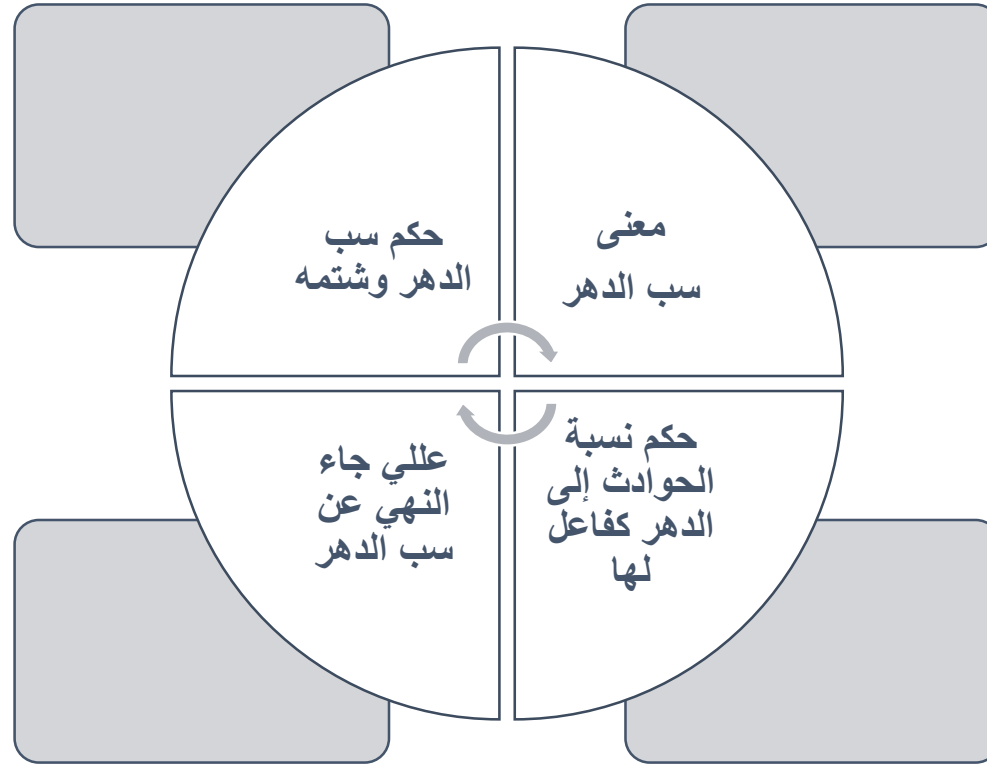 معنى
سب الدهر
حكم سب
الدهر وشتمه
حكم نسبة
الحوادث إلى
الدهر كفاعل
لها
عللي جاء
النهي عن
سب الدهر